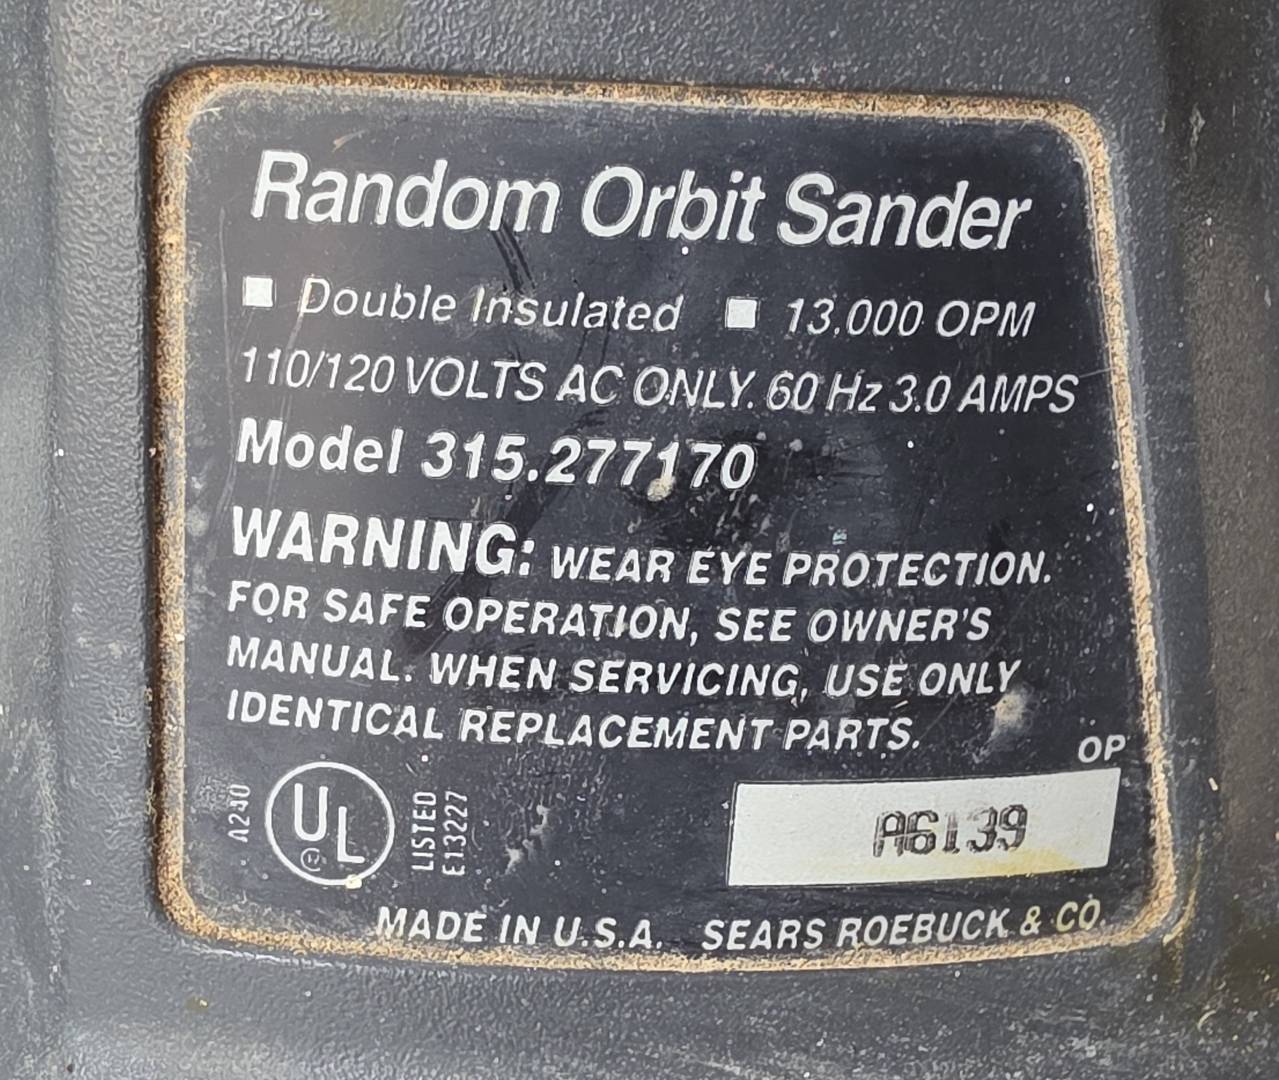 Random Orbit Sander
■ Double Insulated ■ 13,000 OPM
110/120 VOLTS AC ONLY. 60 Hz 3.0 AMPS
Model 315.277170
WARNING: WEAR EYE PROTECTION.
FOR SAFE OPERATION, SEE OWNER'S
MANUAL. WHEN SERVICING, USE ONLY
IDENTICAL REPLACEMENT PARTS.
OP
A240
UL
®
LISTED
E13227
A6139
MADE IN U.S.A. SEARS ROEBUCK & CO.